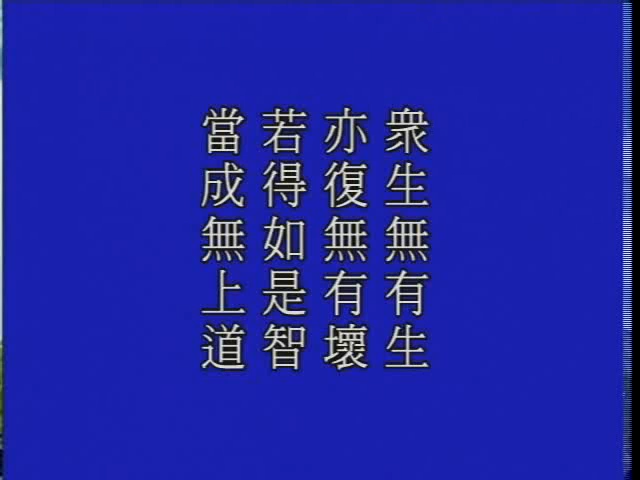 眾生無有生
亦復無有壞
若得如是智
當成無上道